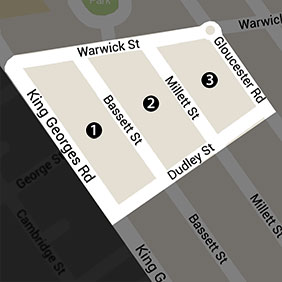 Park
Warwick
Warwick St
Gloucester Rd
3
Millett St
2
Bassett St
1
King Georges Rd
Dudley St
George St
Cambridge St
King G
Bassett St
Millett St